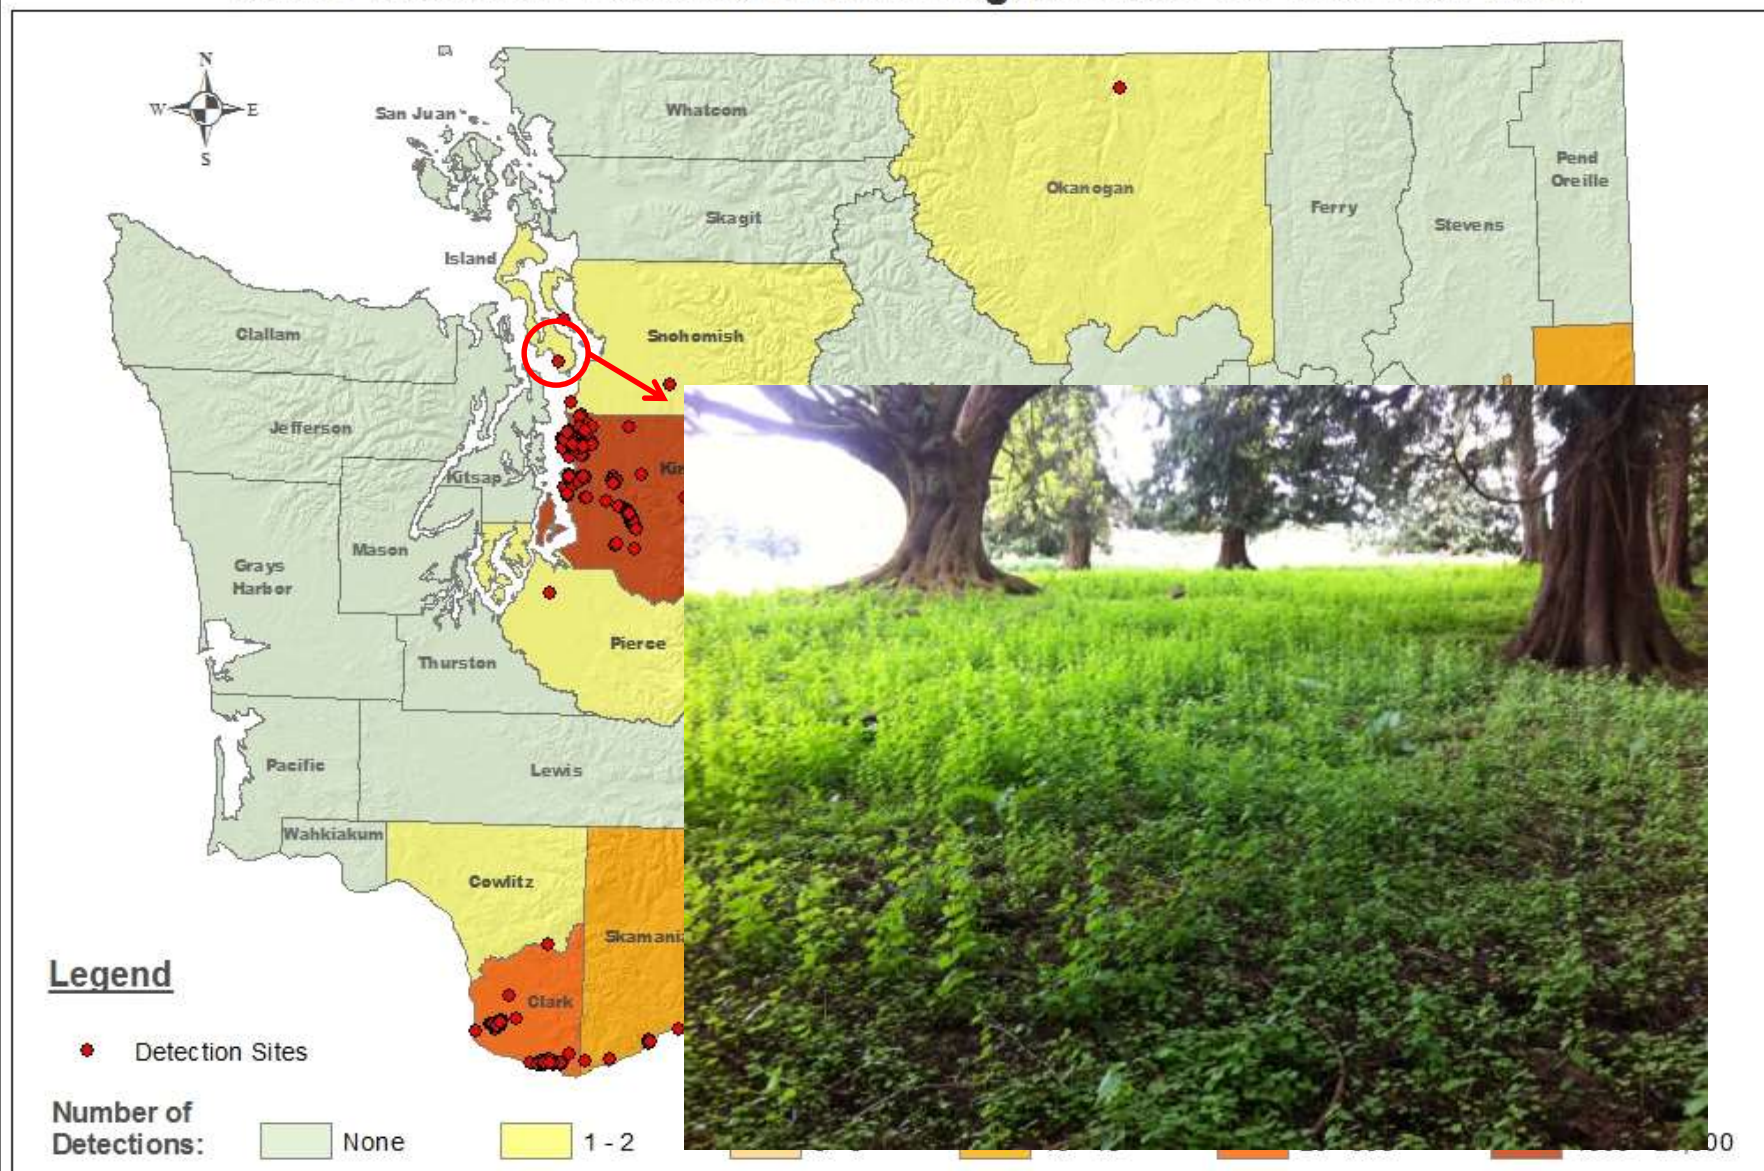 N
W E
S
San Juan
Whatcom
Skagit
Okanogan
Ferry
Stevens
Pend
Oreille
Island
Clallam
Snohomish
Jefferson
Kitsap
Mason
Grays
Harbor
Pierce
Thurston
Pacific
Lewis
Wahkiakum
Cowlitz
Skamani
Clark
Legend
Detection Sites
Number of
Detections:
None
1 - 2